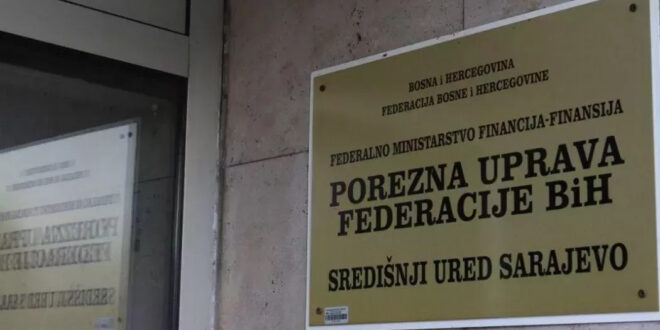 BOSNA i HERCEGOVINA
FEDERACIJA BOSNE i HERCEGOVINE
FEDERALNO MINISTARSTVO FINANCIJA-FINANSIJA
POREZNA UPRAVA
FEDERACIJE BiH
SREDIŠNJI URED SARAJEVO